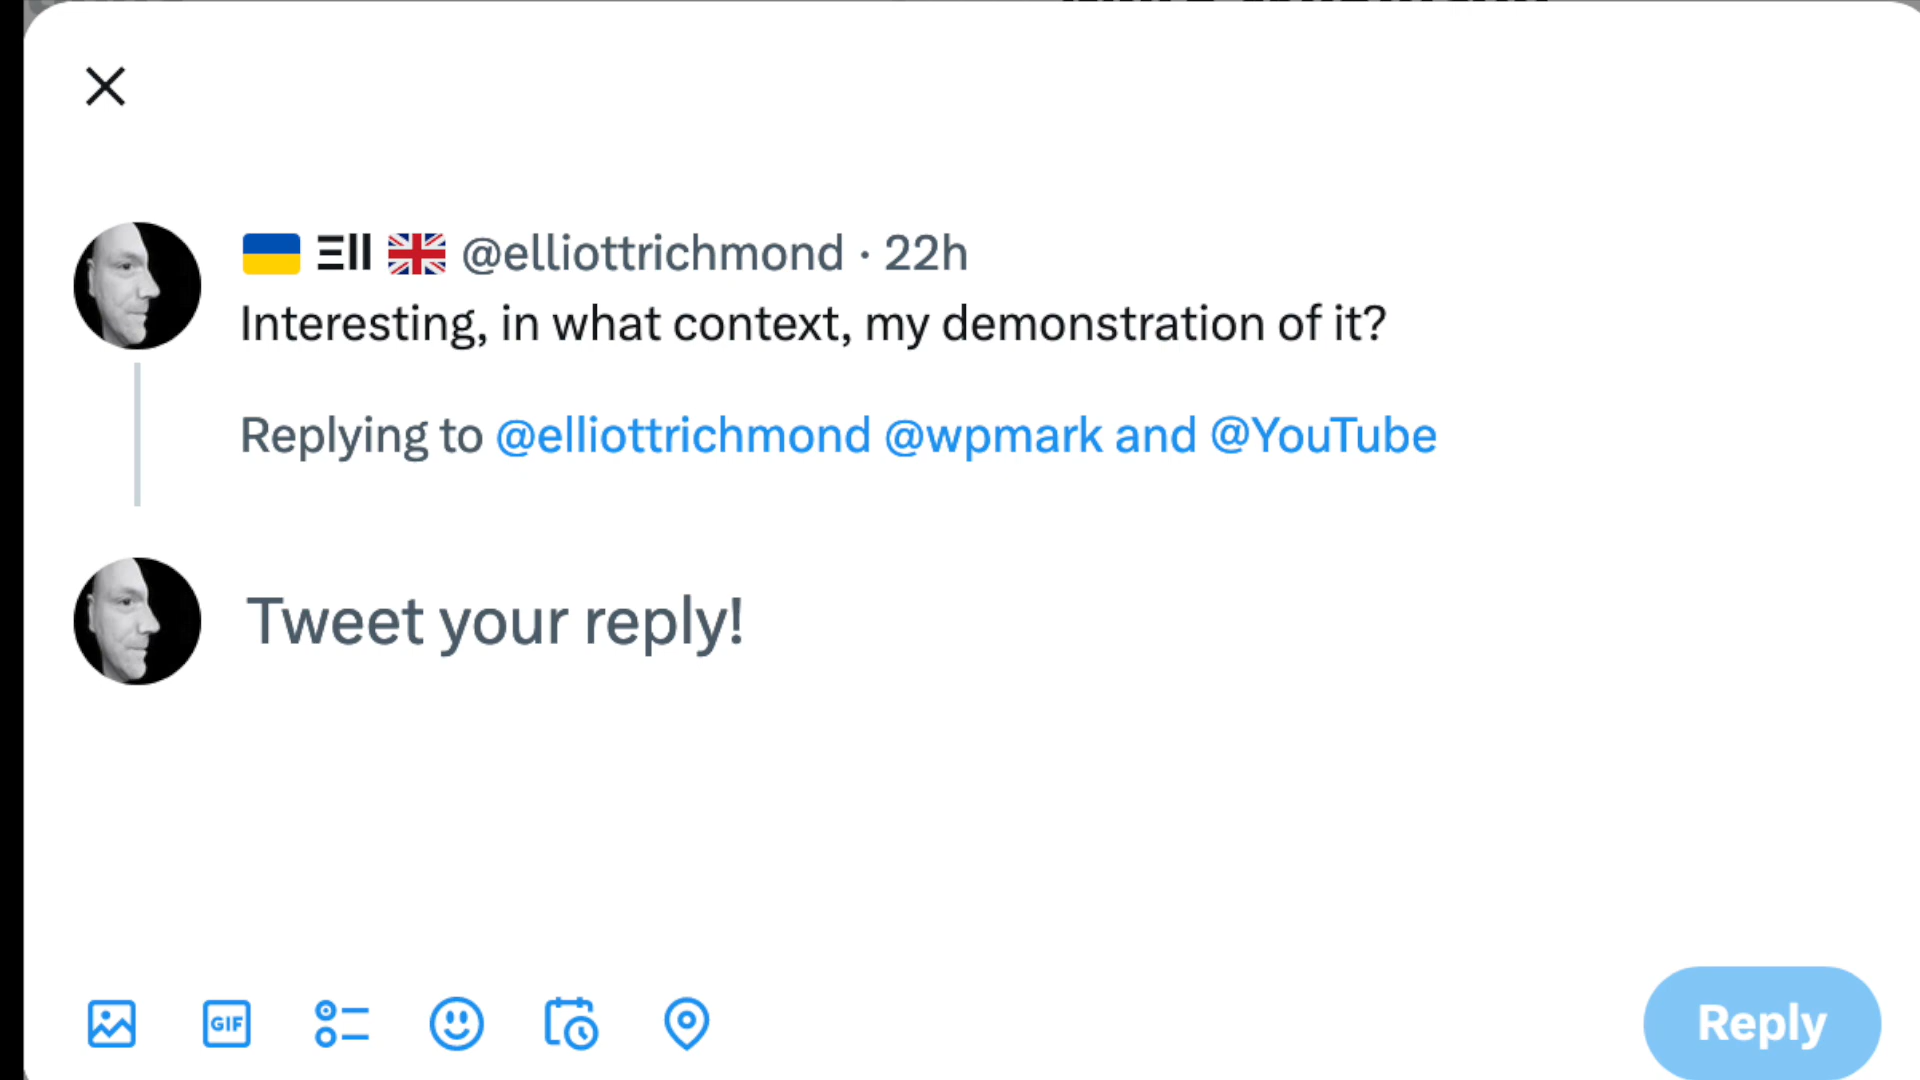 Ξll @elliottrichmond · 22h
Interesting, in what context, my demonstration of it?
Replying to @elliottrichmond @wpmark and @YouTube
Tweet your reply!
GIF
Reply